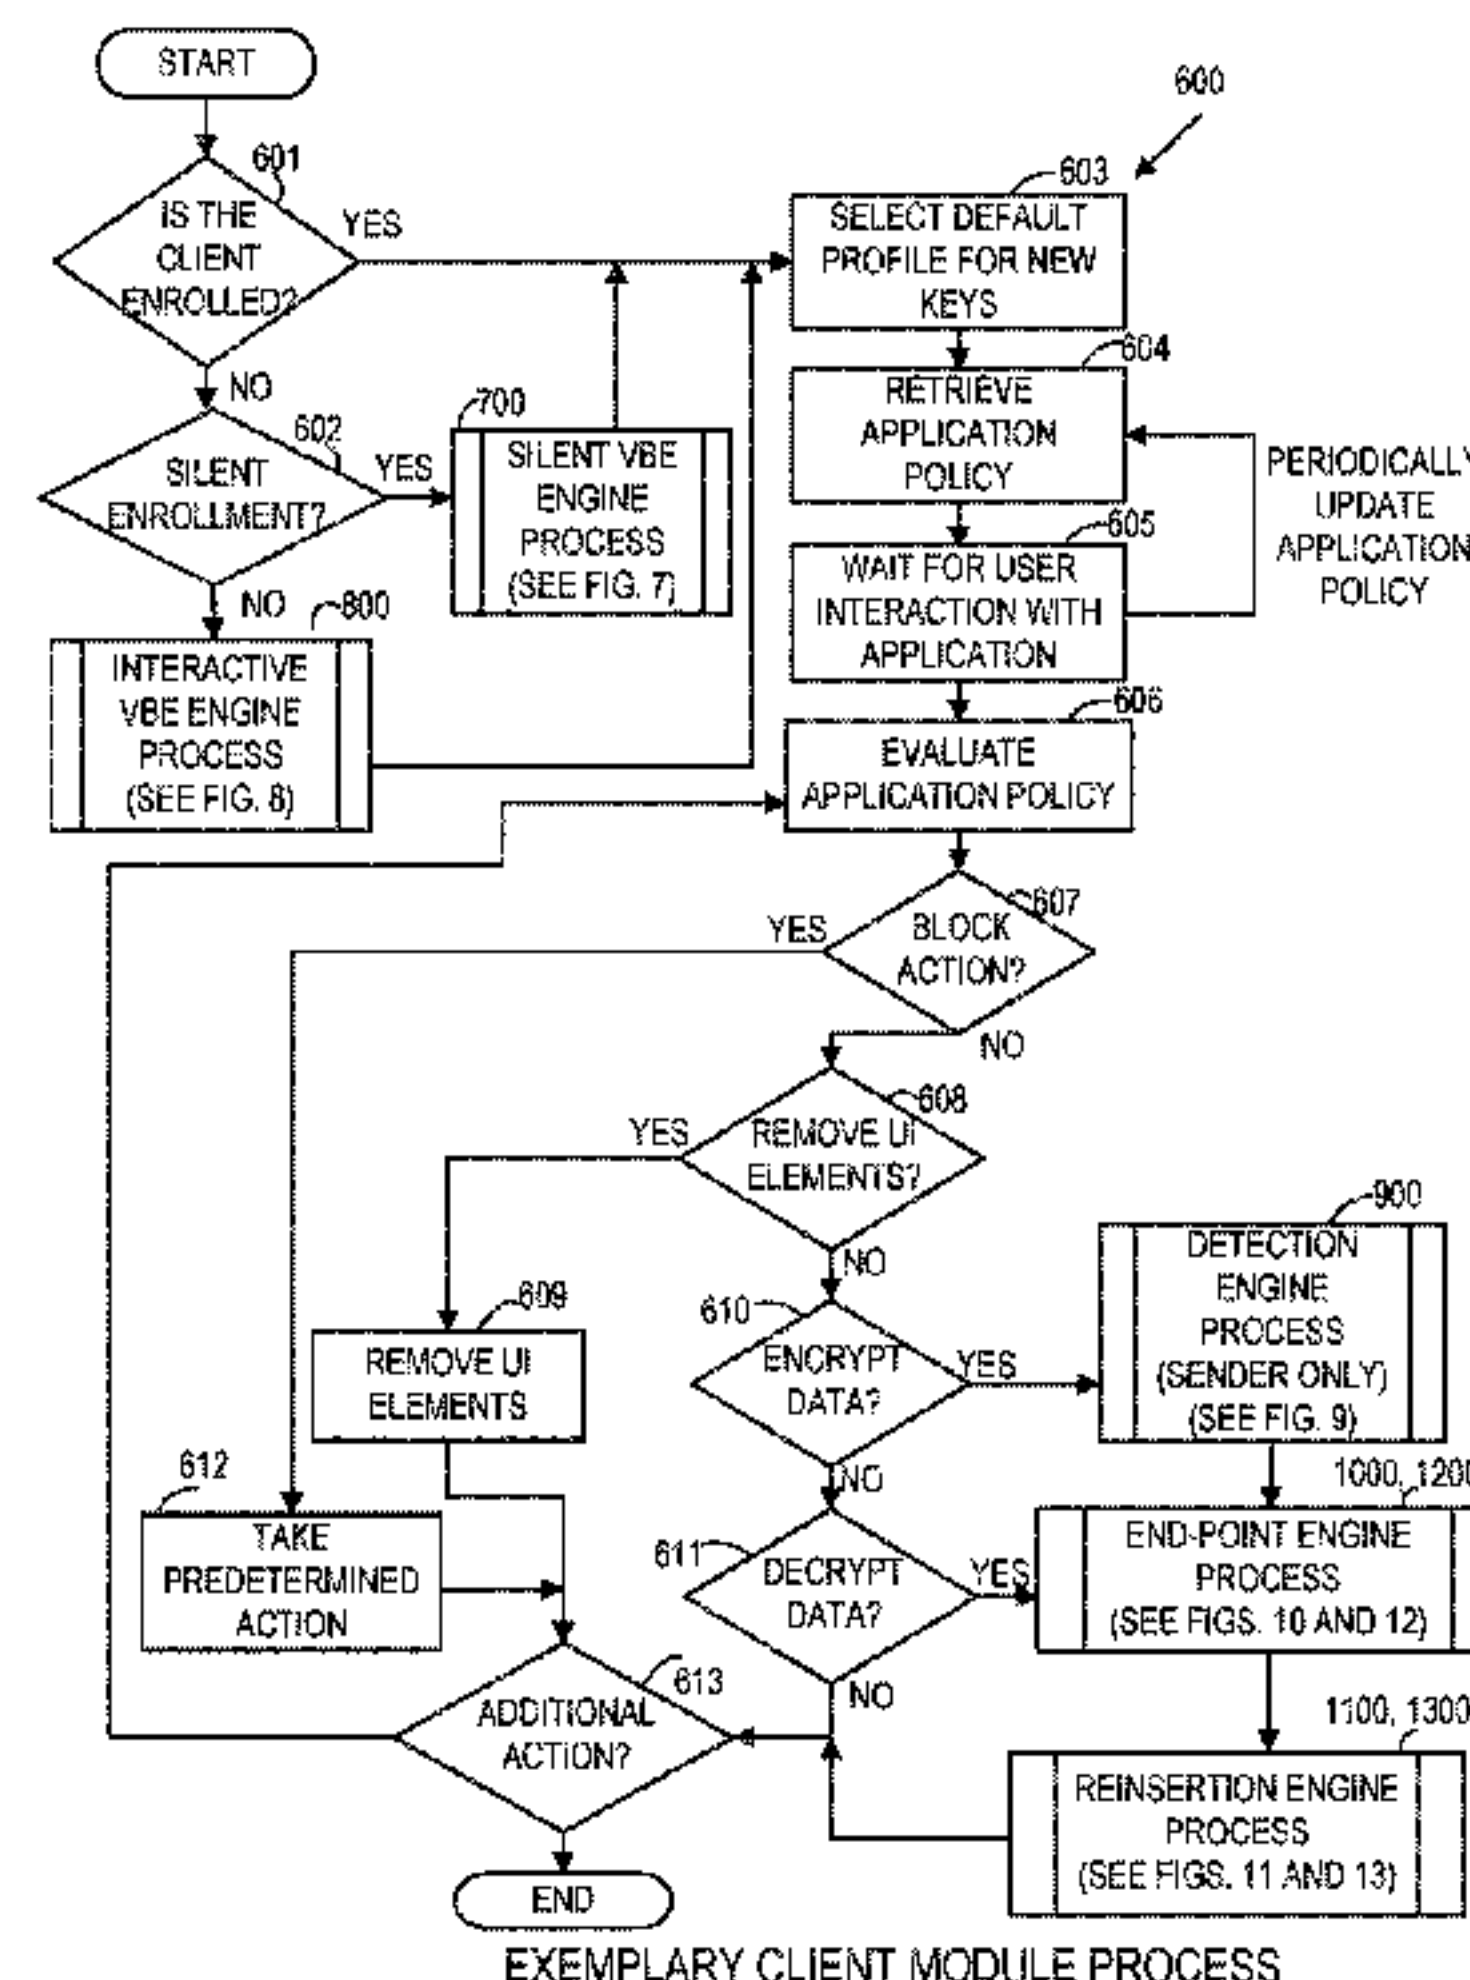 START
600
601
IS THE
CLIENT
ENROLLED?
YES
NO
603
SELECT DEFAULT
PROFILE FOR NEW
KEYS
604
RETRIEVE
APPLICATION
POLICY
602
SILENT
ENROLLMENT?
YES
NO
700
SILENT VBE
ENGINE
PROCESS
(SEE FIG. 7)
PERIODICALLY
UPDATE
APPLICATION
POLICY
605
WAIT FOR USER
INTERACTION WITH
APPLICATION
800
INTERACTIVE
VBE ENGINE
PROCESS
(SEE FIG. 8)
606
EVALUATE
APPLICATION POLICY
607
BLOCK
ACTION?
YES
NO
608
REMOVE UI
ELEMENTS?
YES
NO
609
REMOVE UI
ELEMENTS
610
ENCRYPT
DATA?
YES
NO
900
DETECTION
ENGINE
PROCESS
(SENDER ONLY)
(SEE FIG. 9)
612
TAKE
PREDETERMINED
ACTION
611
DECRYPT
DATA?
YES
NO
1000, 1200
END-POINT ENGINE
PROCESS
(SEE FIGS. 10 AND 12)
613
ADDITIONAL
ACTION?
1100, 1300
REINSERTION ENGINE
PROCESS
(SEE FIGS. 11 AND 13)
END
EXEMPLARY CLIENT MODULE PROCESS